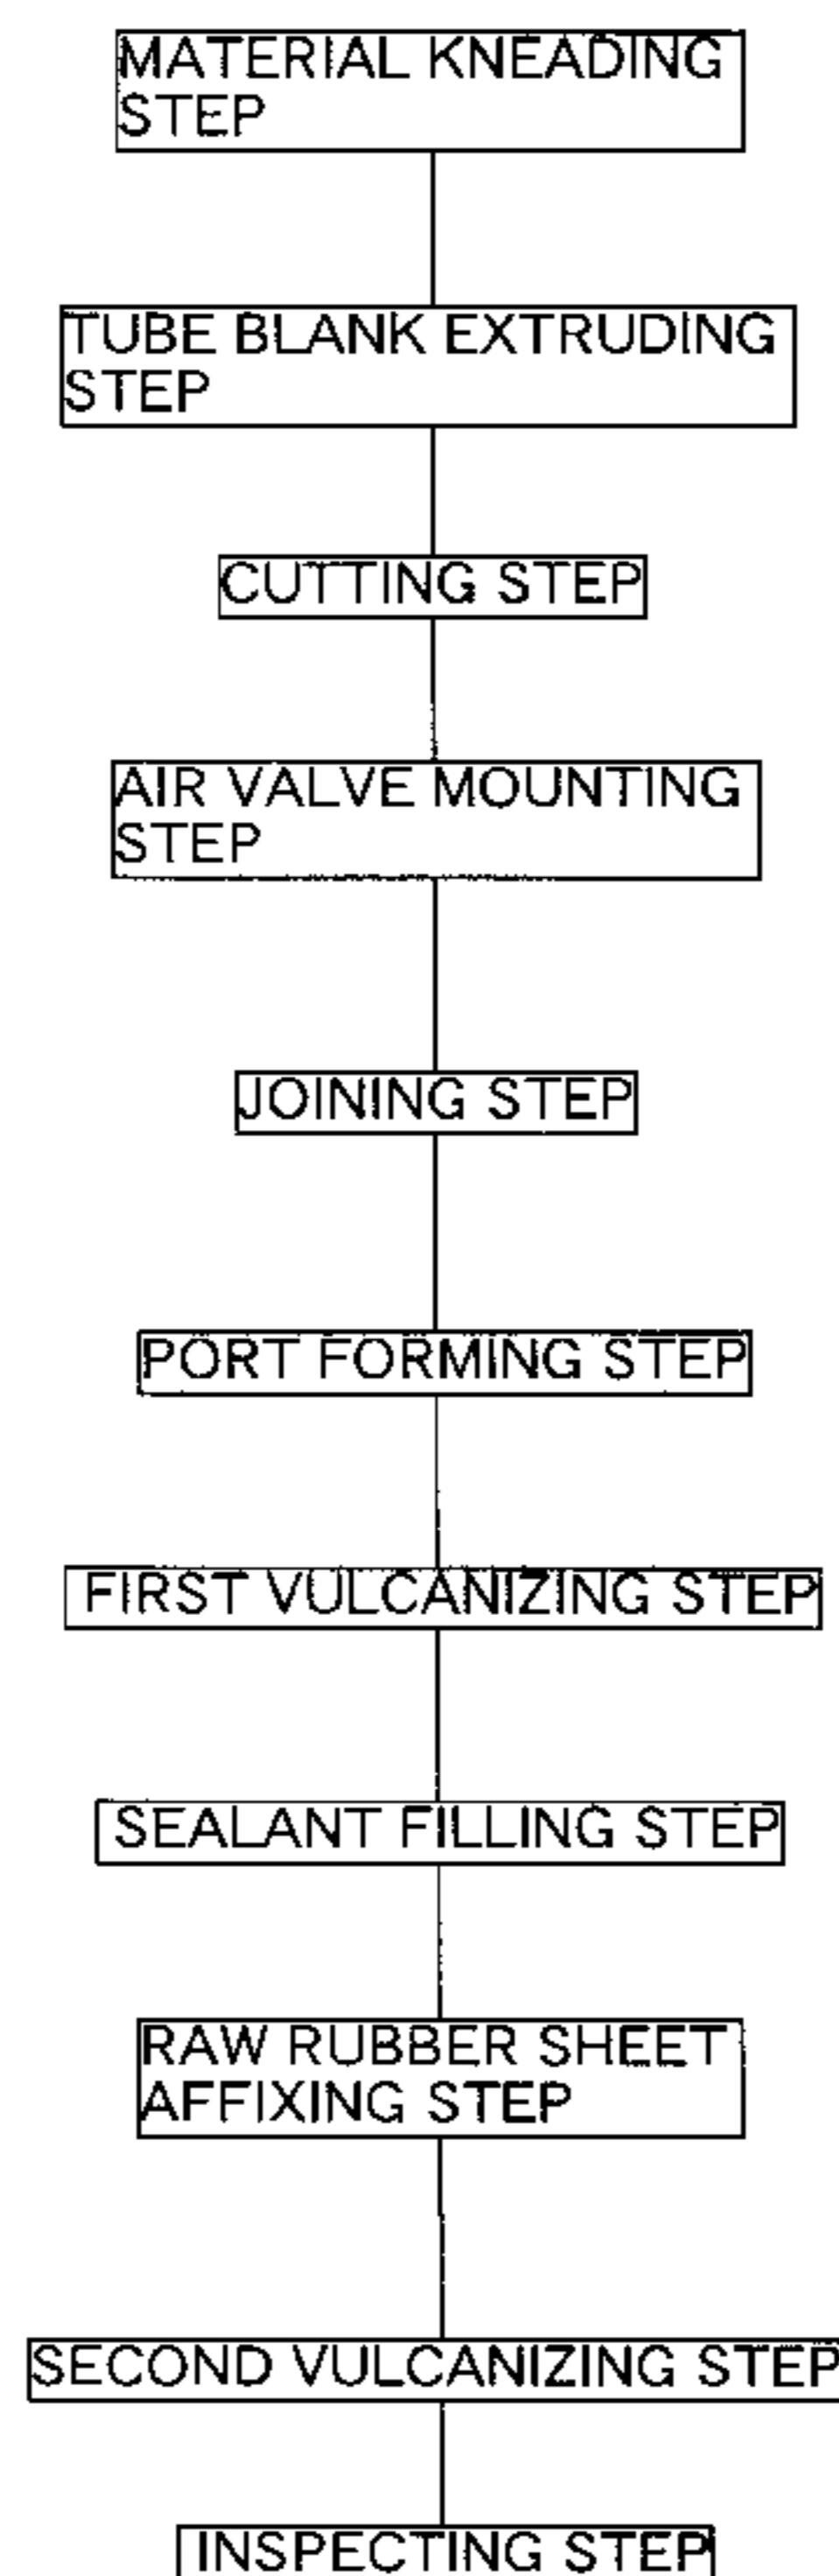 MATERIAL KNEADING
STEP
TUBE BLANK EXTRUDING
STEP
CUTTING STEP
AIR VALVE MOUNTING
STEP
JOINING STEP
PORT FORMING STEP
FIRST VULCANIZING STEP
SEALANT FILLING STEP
RAW RUBBER SHEET
AFFIXING STEP
SECOND VULCANIZING STEP
INSPECTING STEP